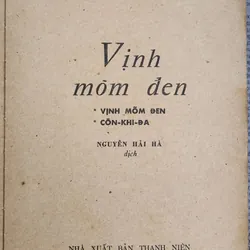 Vịnh
mõm đen
• VỊNH MÕM ĐEN
• CÔN-KHI-ĐA
NGUYỄN HẢI HÀ
dịch
NHÀ XUẤT BẢN THANH NIÊN